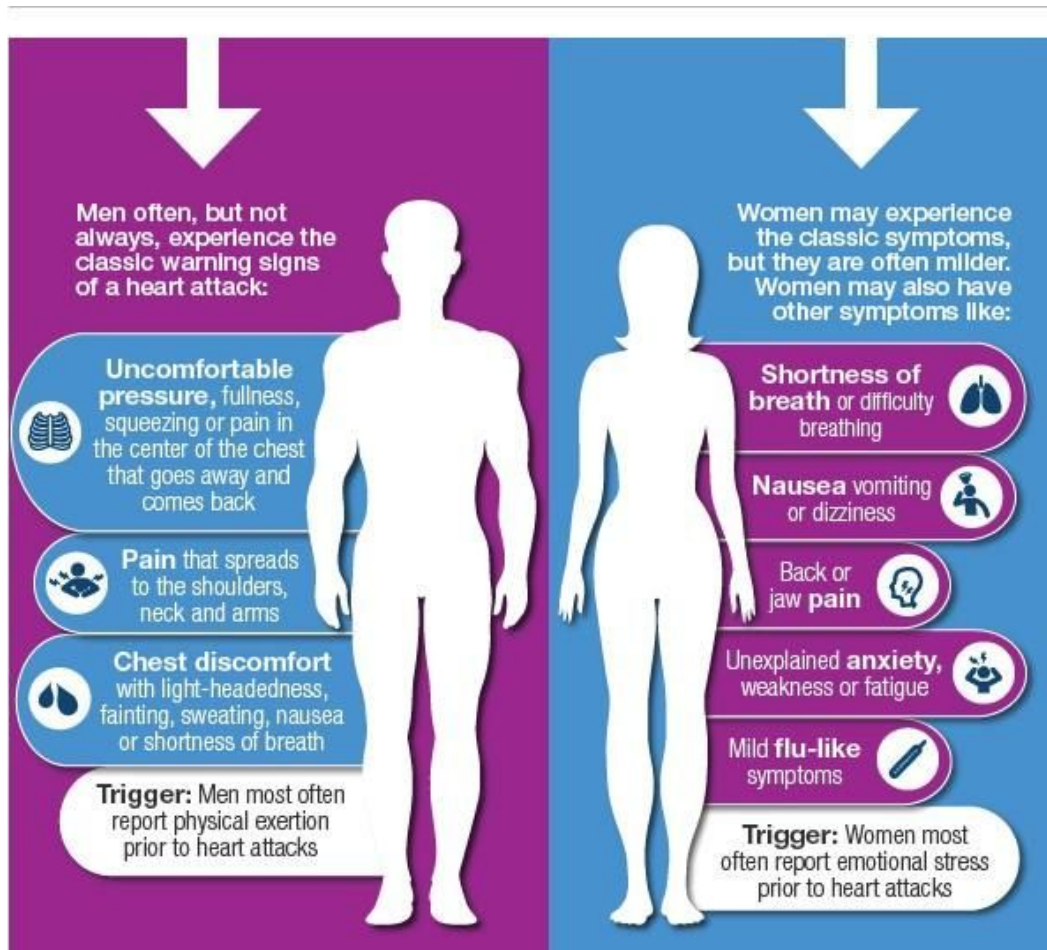 Men often, but not
always, experience the
classic warning signs
of a heart attack:
Uncomfortable
pressure, fullness,
squeezing or pain in
the center of the chest
that goes away and
comes back
Pain that spreads
to the shoulders,
neck and arms
Chest discomfort
with light-headedness,
fainting, sweating, nausea
or shortness of breath
Trigger: Men most often
report physical exertion
prior to heart attacks
Women may experience
the classic symptoms,
but they are often milder.
Women may also have
other symptoms like:
Shortness of
breath or difficulty
breathing
Nausea vomiting
or dizziness
Back or
jaw pain
Unexplained anxiety,
weakness or fatigue
Mild flu-like
symptoms
Trigger: Women most
often report emotional stress
prior to heart attacks